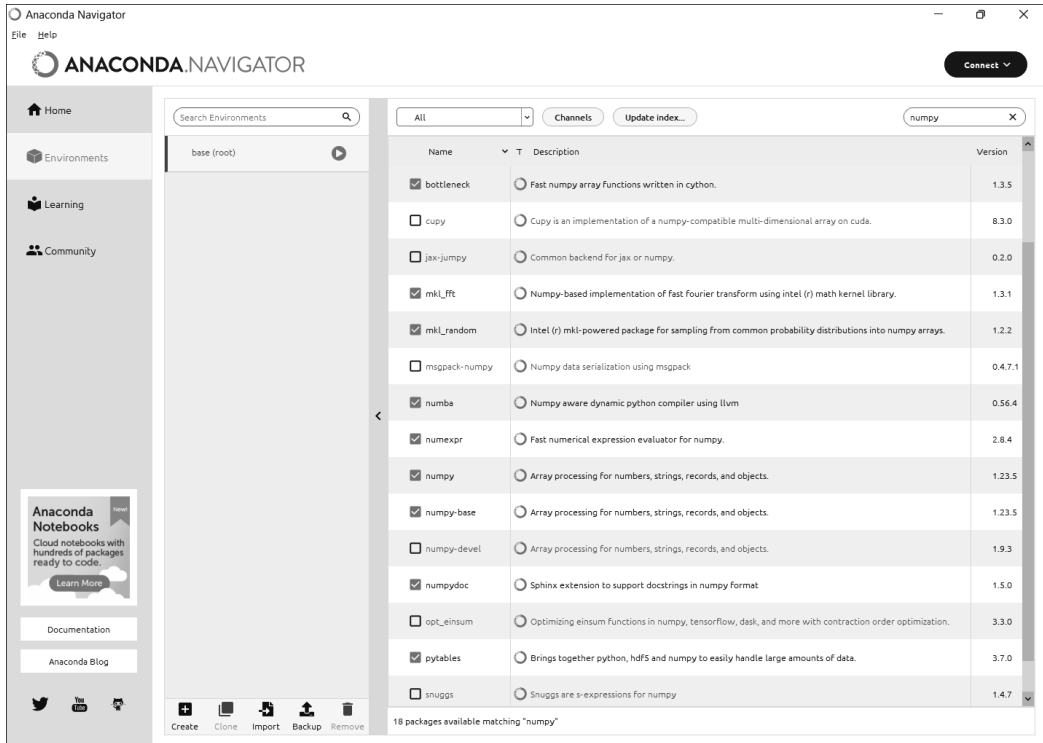 Anaconda Navigator
File Help
ANACONDA.NAVIGATOR
Connect
Home
Environments
Learning
Community
Anaconda Notebooks
New!
Cloud notebooks with
hundreds of packages
ready to code.
Learn More
Documentation
Anaconda Blog
You
Tube
Search Environments
base (root)
Create Clone Import Backup Remove
All Channels Update index... numpy X
Name T Description Version
bottleneck Fast numpy array functions written in cython. 1.3.5
cupy Cupy is an implementation of a numpy-compatible multi-dimensional array on cuda. 8.3.0
jax-jumpy Common backend for jax or numpy. 0.2.0
mkl_fft Numpy-based implementation of fast fourier transform using intel (r) math kernel library. 1.3.1
mkl_random Intel (r) mkl-powered package for sampling from common probability distributions into numpy arrays. 1.2.2
msgpack-numpy Numpy data serialization using msgpack 0.4.7.1
numba Numpy aware dynamic python compiler using llvm 0.56.4
numexpr Fast numerical expression evaluator for numpy. 2.8.4
numpy Array processing for numbers, strings, records, and objects. 1.23.5
numpy-base Array processing for numbers, strings, records, and objects. 1.23.5
numpy-devel Array processing for numbers, strings, records, and objects. 1.9.3
numpydoc Sphinx extension to support docstrings in numpy format 1.5.0
opt_einsum Optimizing einsum functions in numpy, tensorflow, dask, and more with contraction order optimization. 3.3.0
pytables Brings together python, hdf5 and numpy to easily handle large amounts of data. 3.7.0
snuggs Snuggs are s-expressions for numpy 1.4.7
18 packages available matching "numpy"